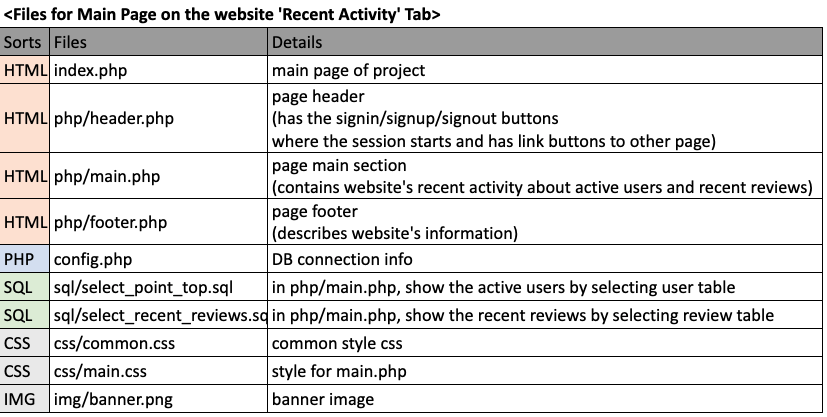 <Files for Main Page on the website 'Recent Activity' Tab>
Sorts Files Details
HTML index.php main page of project
HTML php/header.php page header
(has the signin/signup/signout buttons
where the session starts and has link buttons to other page)
HTML php/main.php page main section
(contains website's recent activity about active users and recent reviews)
HTML php/footer.php page footer
(describes website's information)
PHP config.php DB connection info
SQL sql/select_point_top.sql in php/main.php, show the active users by selecting user table
SQL sql/select_recent_reviews.sq in php/main.php, show the recent reviews by selecting review table
CSS css/common.css common style css
CSS css/main.css style for main.php
IMG img/banner.png banner image